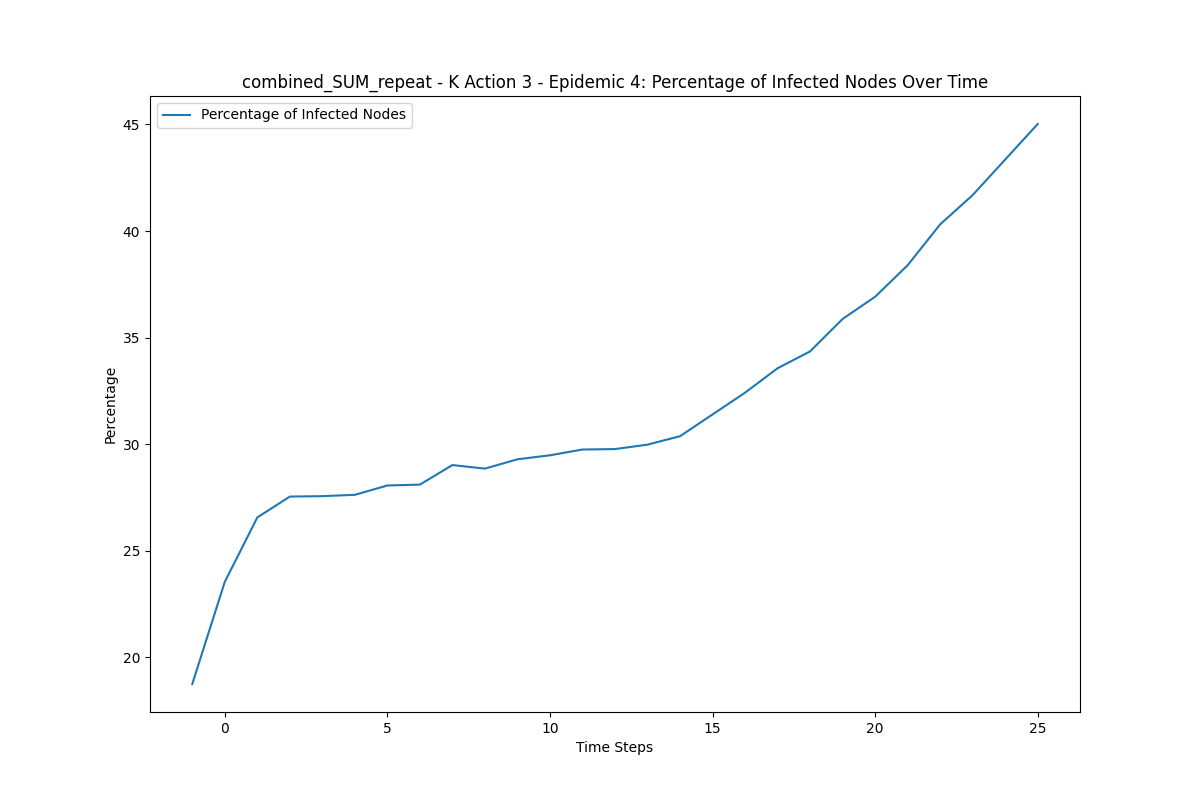 combined_SUM_repeat - K Action 3 - Epidemic 4: Percentage of Infected Nodes Over Time
Percentage of Infected Nodes
45
40
35
30
25
20
Percentage
0 5 10 15 20 25
Time Steps